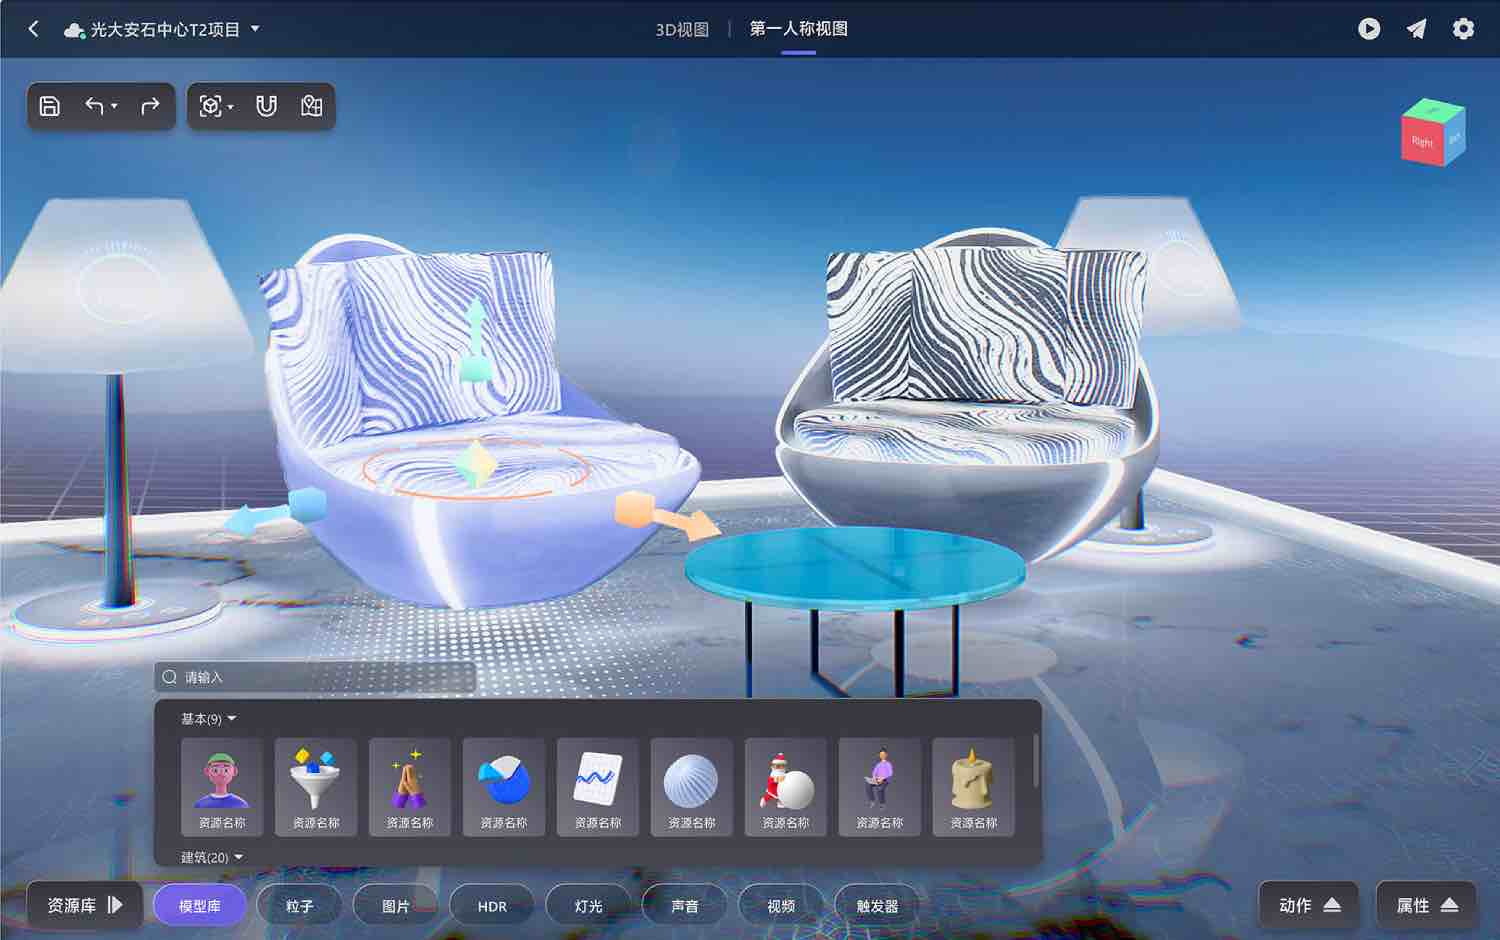 光大安石中心T2项目
3D视图
第一人称视图
Right
请输入
基本(9)
资源名称
资源名称
资源名称
资源名称
资源名称
资源名称
资源名称
资源名称
资源名称
建筑(20)
资源库
模型库
粒子
图片
HDR
灯光
声音
视频
触发器
动作
属性